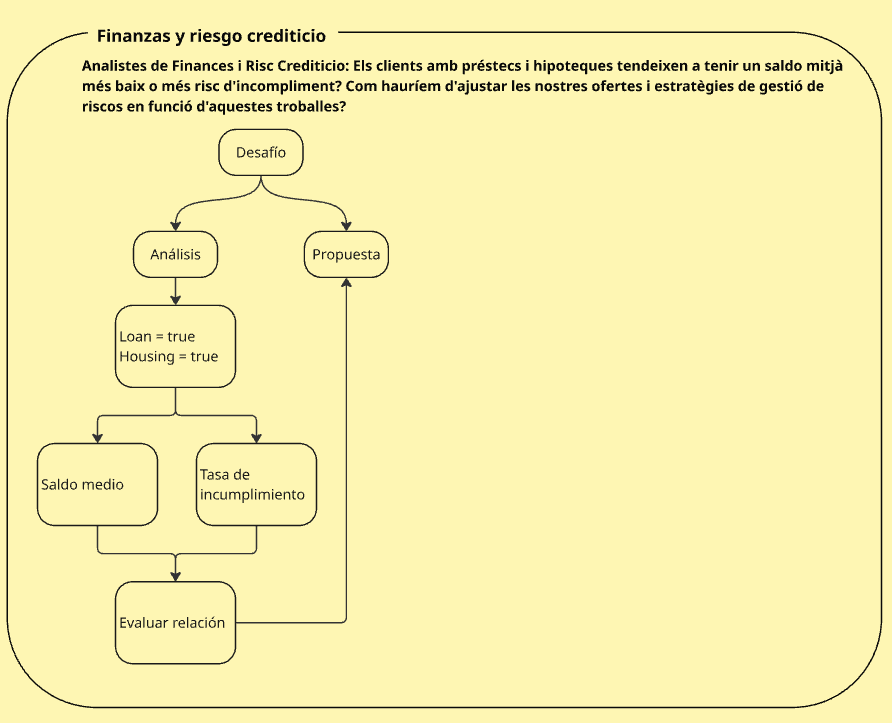 Finanzas y riesgo crediticio
Analistes de Finances i Risc Crediticio: Els clients amb préstecs i hipoteques tendeixen a tenir un saldo mitjà
més baix o més risc d'incompliment? Com hauríem d'ajustar les nostres ofertes i estratègies de gestió de
riscos en funció d'aquestes troballes?
Desafío
Análisis
Propuesta
Loan = true
Housing = true
Saldo medio
Tasa de
incumplimiento
Evaluar relación